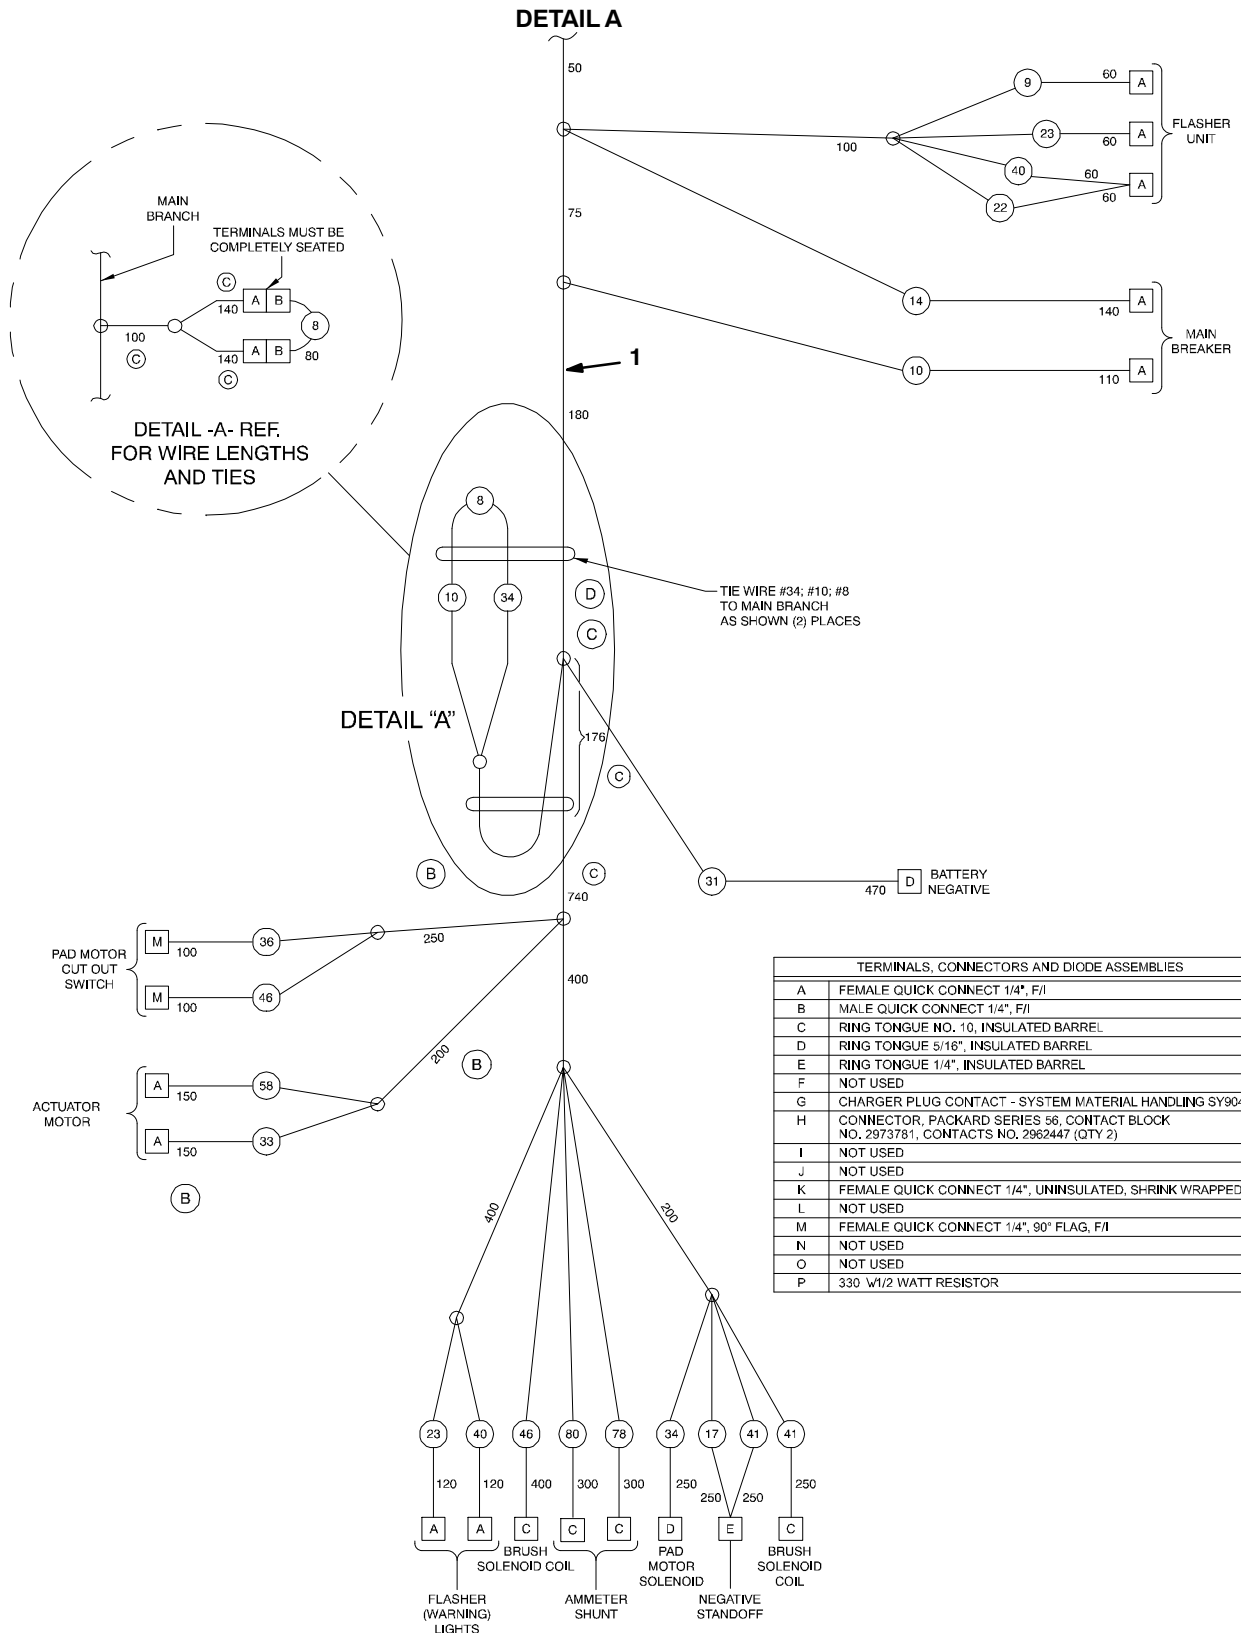 DETAIL A
50
9
60
A
23
60
A
FLASHER
UNIT
100
40
60
A
22
60
MAIN
BRANCH
75
TERMINALS MUST BE
COMPLETELY SEATED
C
140
A
B
8
14
140
A
100
C
140
A
B
80
C
MAIN
BREAKER
1
10
110
A
180
DETAIL -A- REF.
FOR WIRE LENGTHS
AND TIES
8
10
34
D
C
TIE WIRE #34; #10; #8
TO MAIN BRANCH
AS SHOWN (2) PLACES
DETAIL "A"
176
C
B
C
31
470
D
BATTERY
NEGATIVE
740
PAD MOTOR
CUT OUT
SWITCH
M
100
36
250
M
100
46
400
200
B
ACTUATOR
MOTOR
A
150
58
A
150
33
B
TERMINALS, CONNECTORS AND DIODE ASSEMBLIES
A FEMALE QUICK CONNECT 1/4", F/I
B MALE QUICK CONNECT 1/4", F/I
C RING TONGUE NO. 10, INSULATED BARREL
D RING TONGUE 5/16", INSULATED BARREL
E RING TONGUE 1/4", INSULATED BARREL
F NOT USED
G CHARGER PLUG CONTACT - SYSTEM MATERIAL HANDLING SY904
H CONNECTOR, PACKARD SERIES 56, CONTACT BLOCK
NO. 2973781, CONTACTS NO. 2962447 (QTY 2)
I NOT USED
J NOT USED
K FEMALE QUICK CONNECT 1/4", UNINSULATED, SHRINK WRAPPED
L NOT USED
M FEMALE QUICK CONNECT 1/4", 90° FLAG, F/I
N NOT USED
O NOT USED
P 330 W1/2 WATT RESISTOR
400
200
23
40
46
80
78
34
17
41
41
120
120
400
300
300
250
250
250
250
A
A
C
C
C
D
E
C
BRUSH
SOLENOID COIL
PAD
MOTOR
SOLENOID
BRUSH
SOLENOID
COIL
FLASHER
(WARNING)
LIGHTS
AMMETER
SHUNT
NEGATIVE
STANDOFF